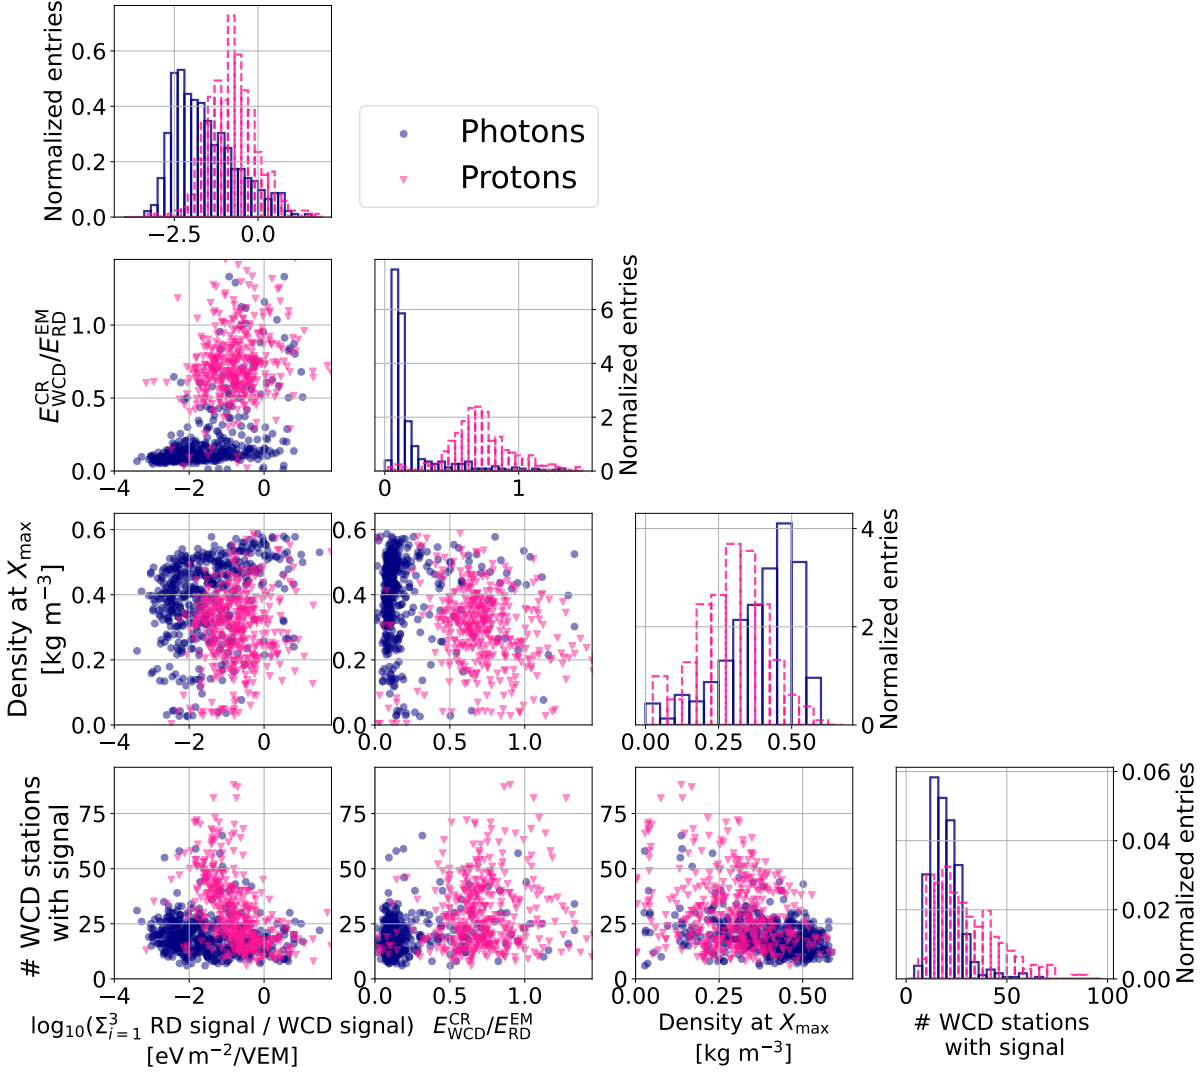 Normalized entries
0.6
0.4
0.2
0.0
−2.5 0.0
Photons
Protons
E^CR_WCD/E^EM_RD
1.0
0.5
0.0
−4 −2 0
Normalized entries
6
4
2
0
0 1
Density at X_max
[kg m⁻³]
0.6
0.4
0.2
0.0
−4 −2 0
0.6
0.4
0.2
0.0
0.0 0.5 1.0
Normalized entries
4
2
0
0.00 0.25 0.50
# WCD stations
with signal
75
50
25
0
−4 −2 0
75
50
25
0
0.0 0.5 1.0
75
50
25
0
0.00 0.25 0.50
Normalized entries
0.06
0.04
0.02
0.00
0 50 100
log₁₀(Σ³ᵢ₌₁ RD signal / WCD signal)
[eV m⁻²/VEM]
E^CR_WCD/E^EM_RD
Density at X_max
[kg m⁻³]
# WCD stations
with signal